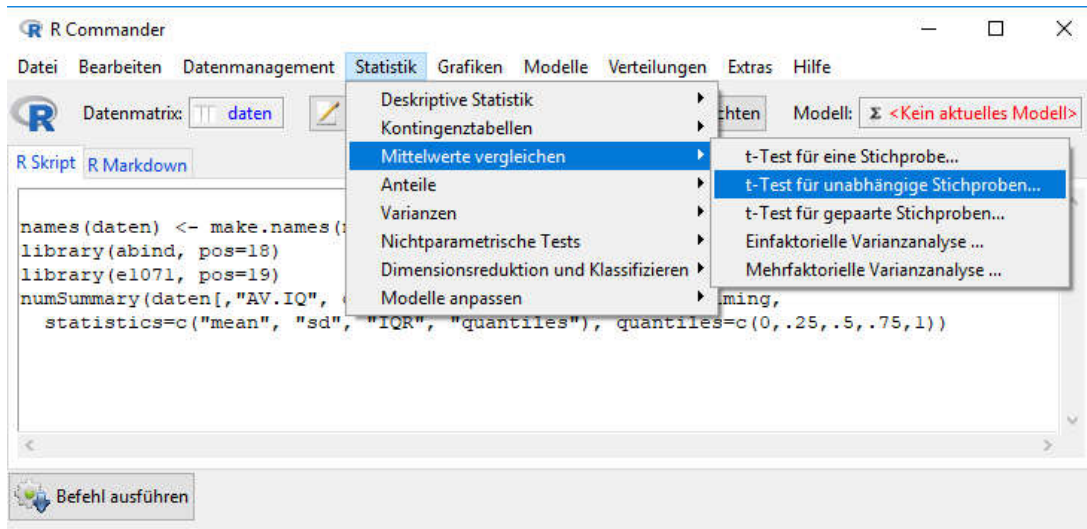 R Commander
Datei Bearbeiten Datenmanagement Statistik Grafiken Modelle Verteilungen Extras Hilfe
R Datenmatrix: daten Modell: Σ <Kein aktuelles Modell>
R Skript R Markdown
Deskriptive Statistik
Kontingenztabellen
Mittelwerte vergleichen
Anteile
Varianzen
Nichtparametrische Tests
Dimensionsreduktion und Klassifizieren
Modelle anpassen
t-Test für eine Stichprobe...
t-Test für unabhängige Stichproben...
t-Test für gepaarte Stichproben...
Einfaktorielle Varianzanalyse ...
Mehrfaktorielle Varianzanalyse ...
names(daten) <- make.names(
library(abind, pos=18)
library(e1071, pos=19)
numSummary(daten[,"AV.IQ",
statistics=c("mean", "sd", "IQR", "quantiles"), quantiles=c(0,.25,.5,.75,1))
Befehl ausführen